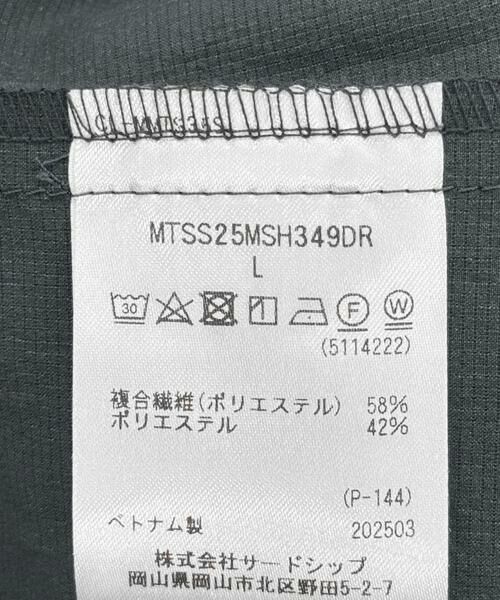 MTSS25MSH349DR
L
30 F W
(5114222)
複合繊維(ポリエステル) 58%
ポリエステル 42%
(P-144)
ベトナム製 202503
株式会社サードシップ
岡山県岡山市北区野田5-2-7